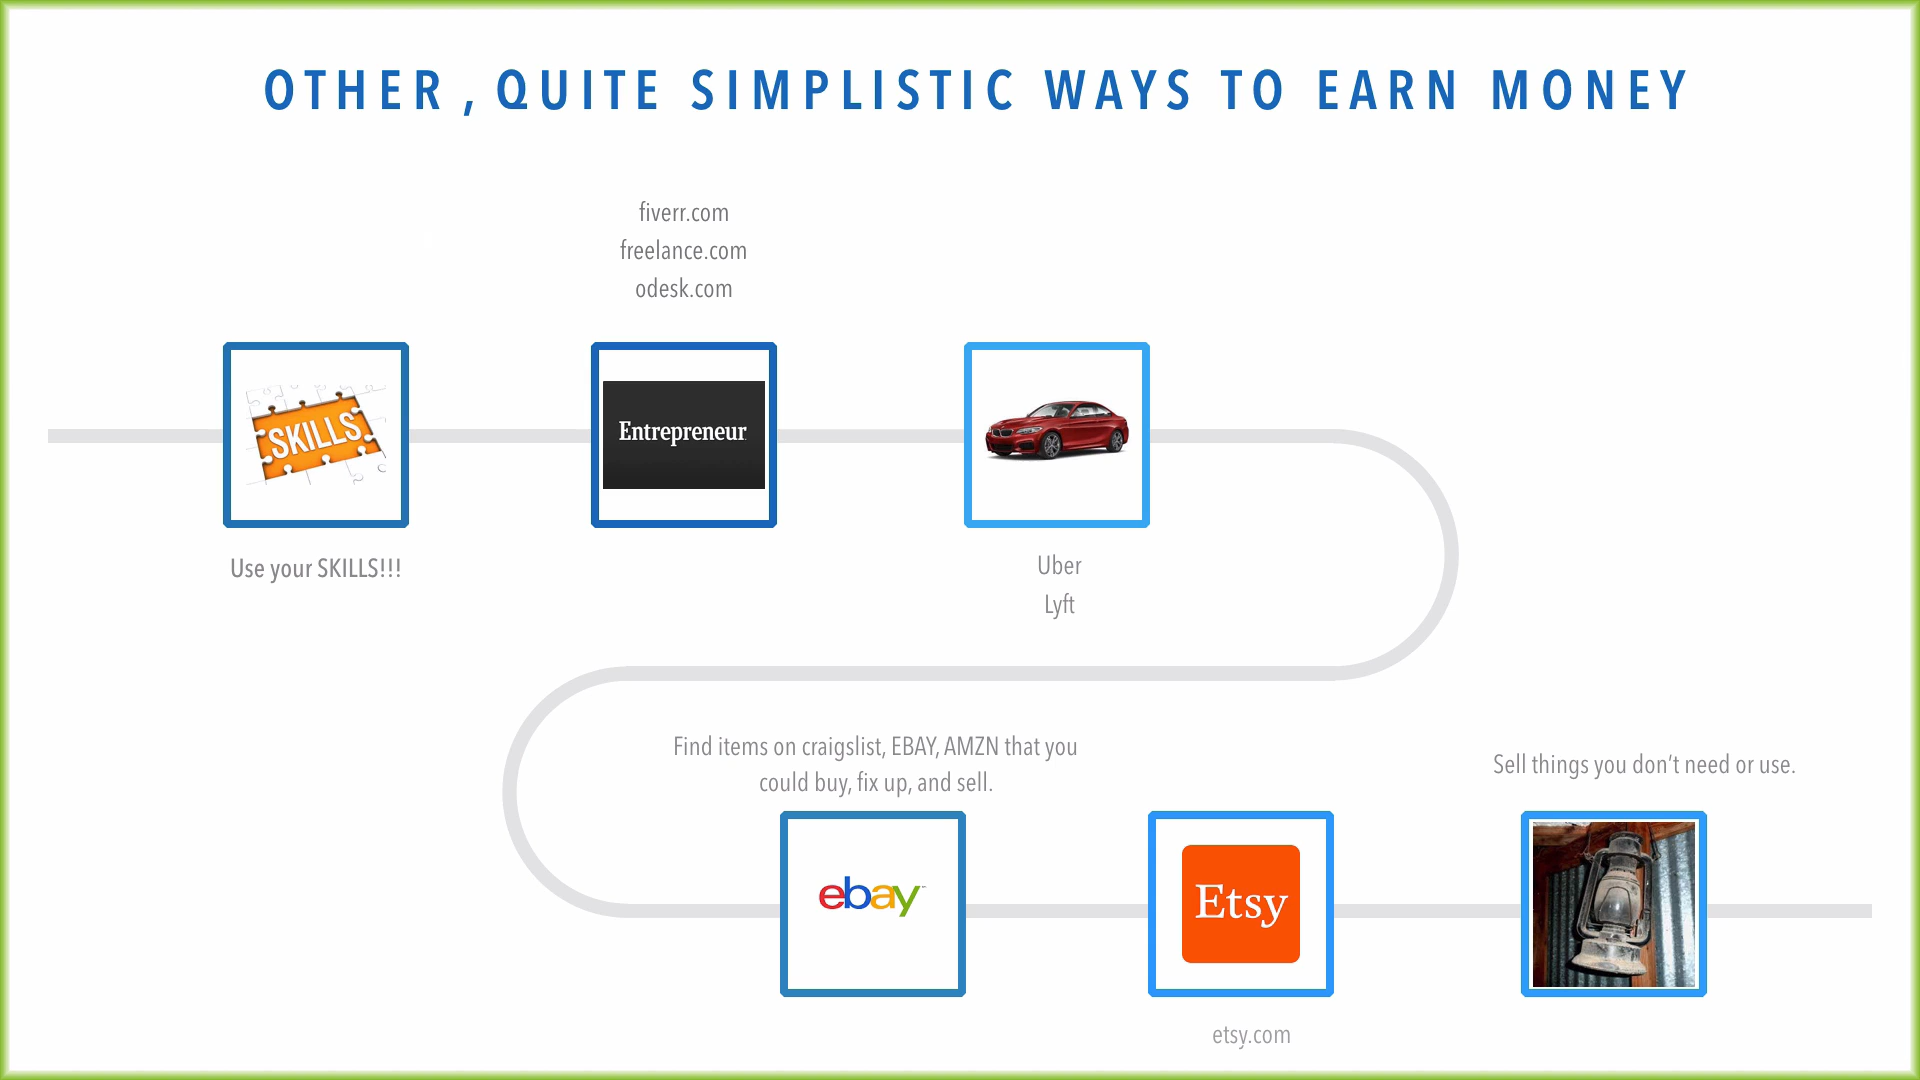 OTHER , QUITE SIMPLISTIC WAYS TO EARN MONEY
fiverr.com
freelance.com
odesk.com
SKILLS
Entrepreneur
Use your SKILLS!!!
Uber
Lyft
Find items on craigslist, EBAY, AMZN that you
could buy, fix up, and sell.
Sell things you don’t need or use.
ebay
Etsy
etsy.com